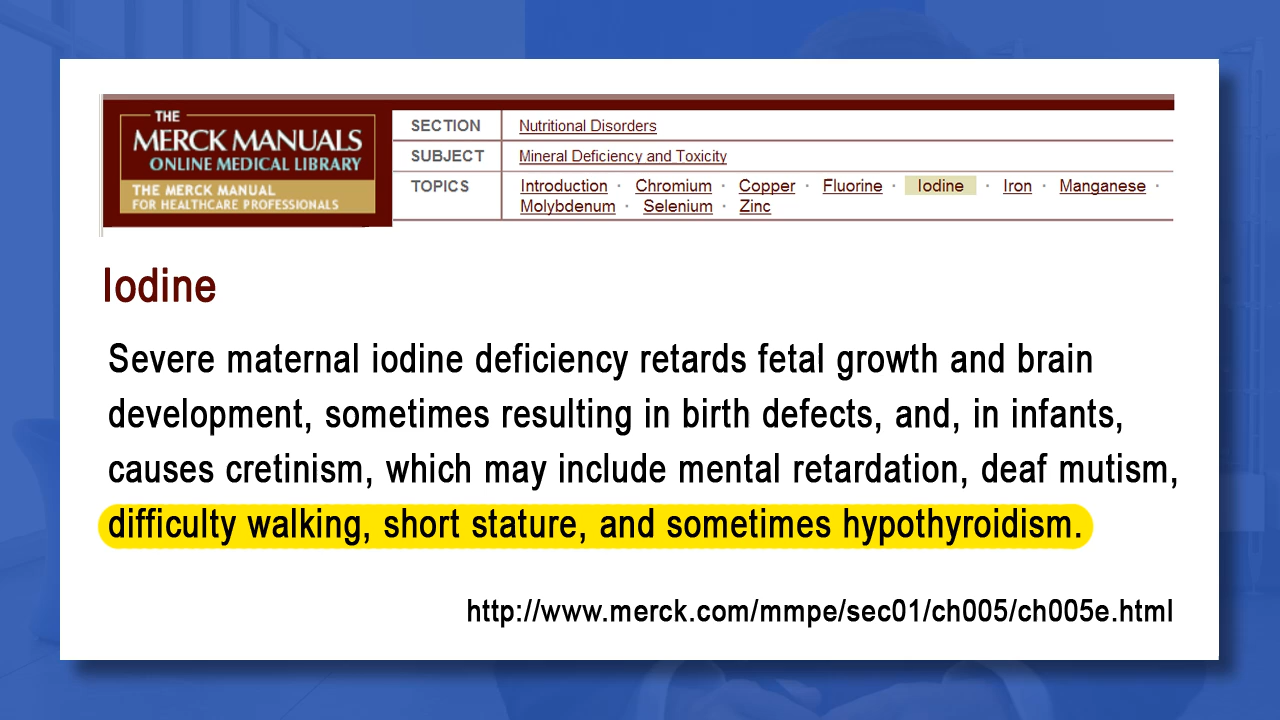 THE
MERCK MANUALS
ONLINE MEDICAL LIBRARY
THE MERCK MANUAL
FOR HEALTHCARE PROFESSIONALS
SECTION Nutritional Disorders
SUBJECT Mineral Deficiency and Toxicity
TOPICS Introduction · Chromium · Copper · Fluorine · Iodine · Iron · Manganese ·
Molybdenum · Selenium · Zinc
Iodine
Severe maternal iodine deficiency retards fetal growth and brain
development, sometimes resulting in birth defects, and, in infants,
causes cretinism, which may include mental retardation, deaf mutism,
difficulty walking, short stature, and sometimes hypothyroidism.
http://www.merck.com/mmpe/sec01/ch005/ch005e.html